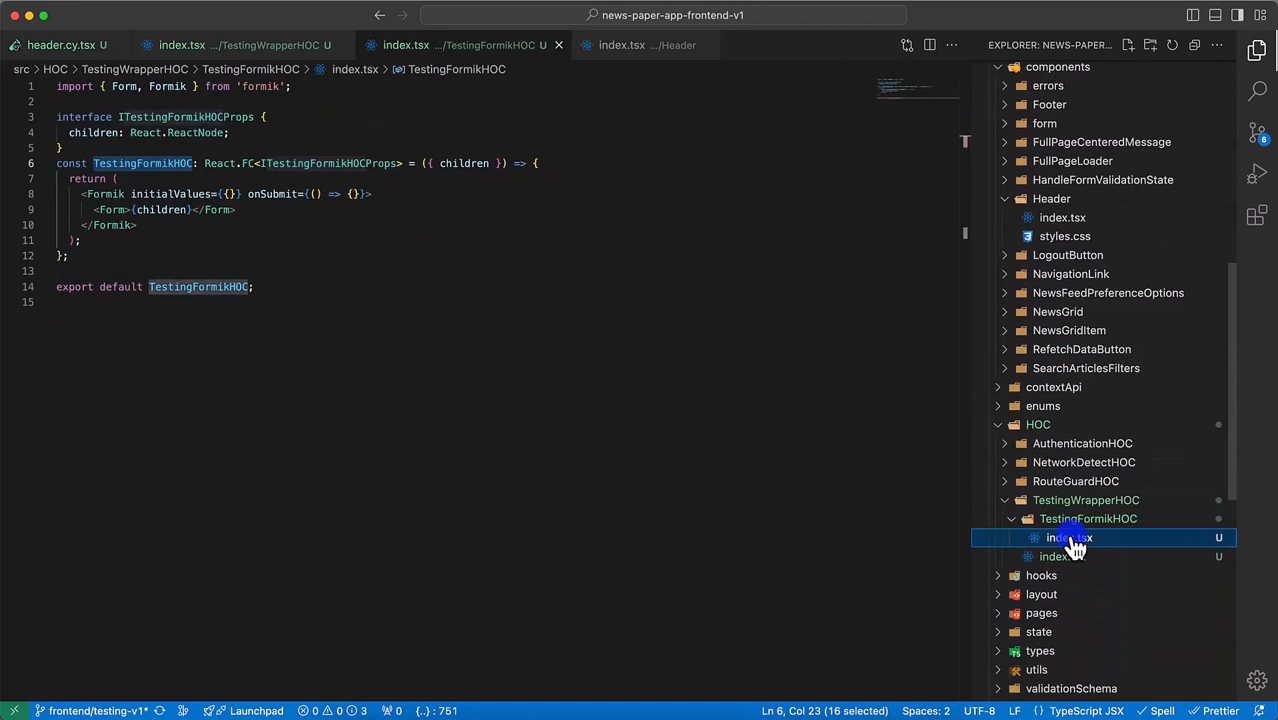 news-paper-app-frontend-v1
header.cy.tsx U
index.tsx .../TestingWrapperHOC U
index.tsx .../TestingFormikHOC U
index.tsx .../Header
EXPLORER: NEWS-PAPER...
src > HOC > TestingWrapperHOC > TestingFormikHOC > index.tsx > TestingFormikHOC
1 import { Form, Formik } from 'formik';
2
3 interface ITestingFormikHOCProps {
4 children: React.ReactNode;
5 }
6 const TestingFormikHOC: React.FC<ITestingFormikHOCProps> = ({ children }) => {
7 return (
8 <Formik initialValues={{}} onSubmit={() => {}}>
9 <Form>{children}</Form>
10 </Formik>
11 );
12 };
13
14 export default TestingFormikHOC;
15
components
errors
Footer
form
FullPageCenteredMessage
FullPageLoader
HandleFormValidationState
Header
index.tsx
styles.css
LogoutButton
NavigationLink
NewsFeedPreferenceOptions
NewsGrid
NewsGridItem
RefetchDataButton
SearchArticlesFilters
contextApi
enums
HOC
AuthenticationHOC
NetworkDetectHOC
RouteGuardHOC
TestingWrapperHOC
TestingFormikHOC
index.tsx U
index U
hooks
layout
pages
state
types
utils
validationSchema
6
frontend/testing-v1* Launchpad 0 0 3 0 {..} : 751 Ln 6, Col 23 (16 selected) Spaces: 2 UTF-8 LF TypeScript JSX Spell Prettier